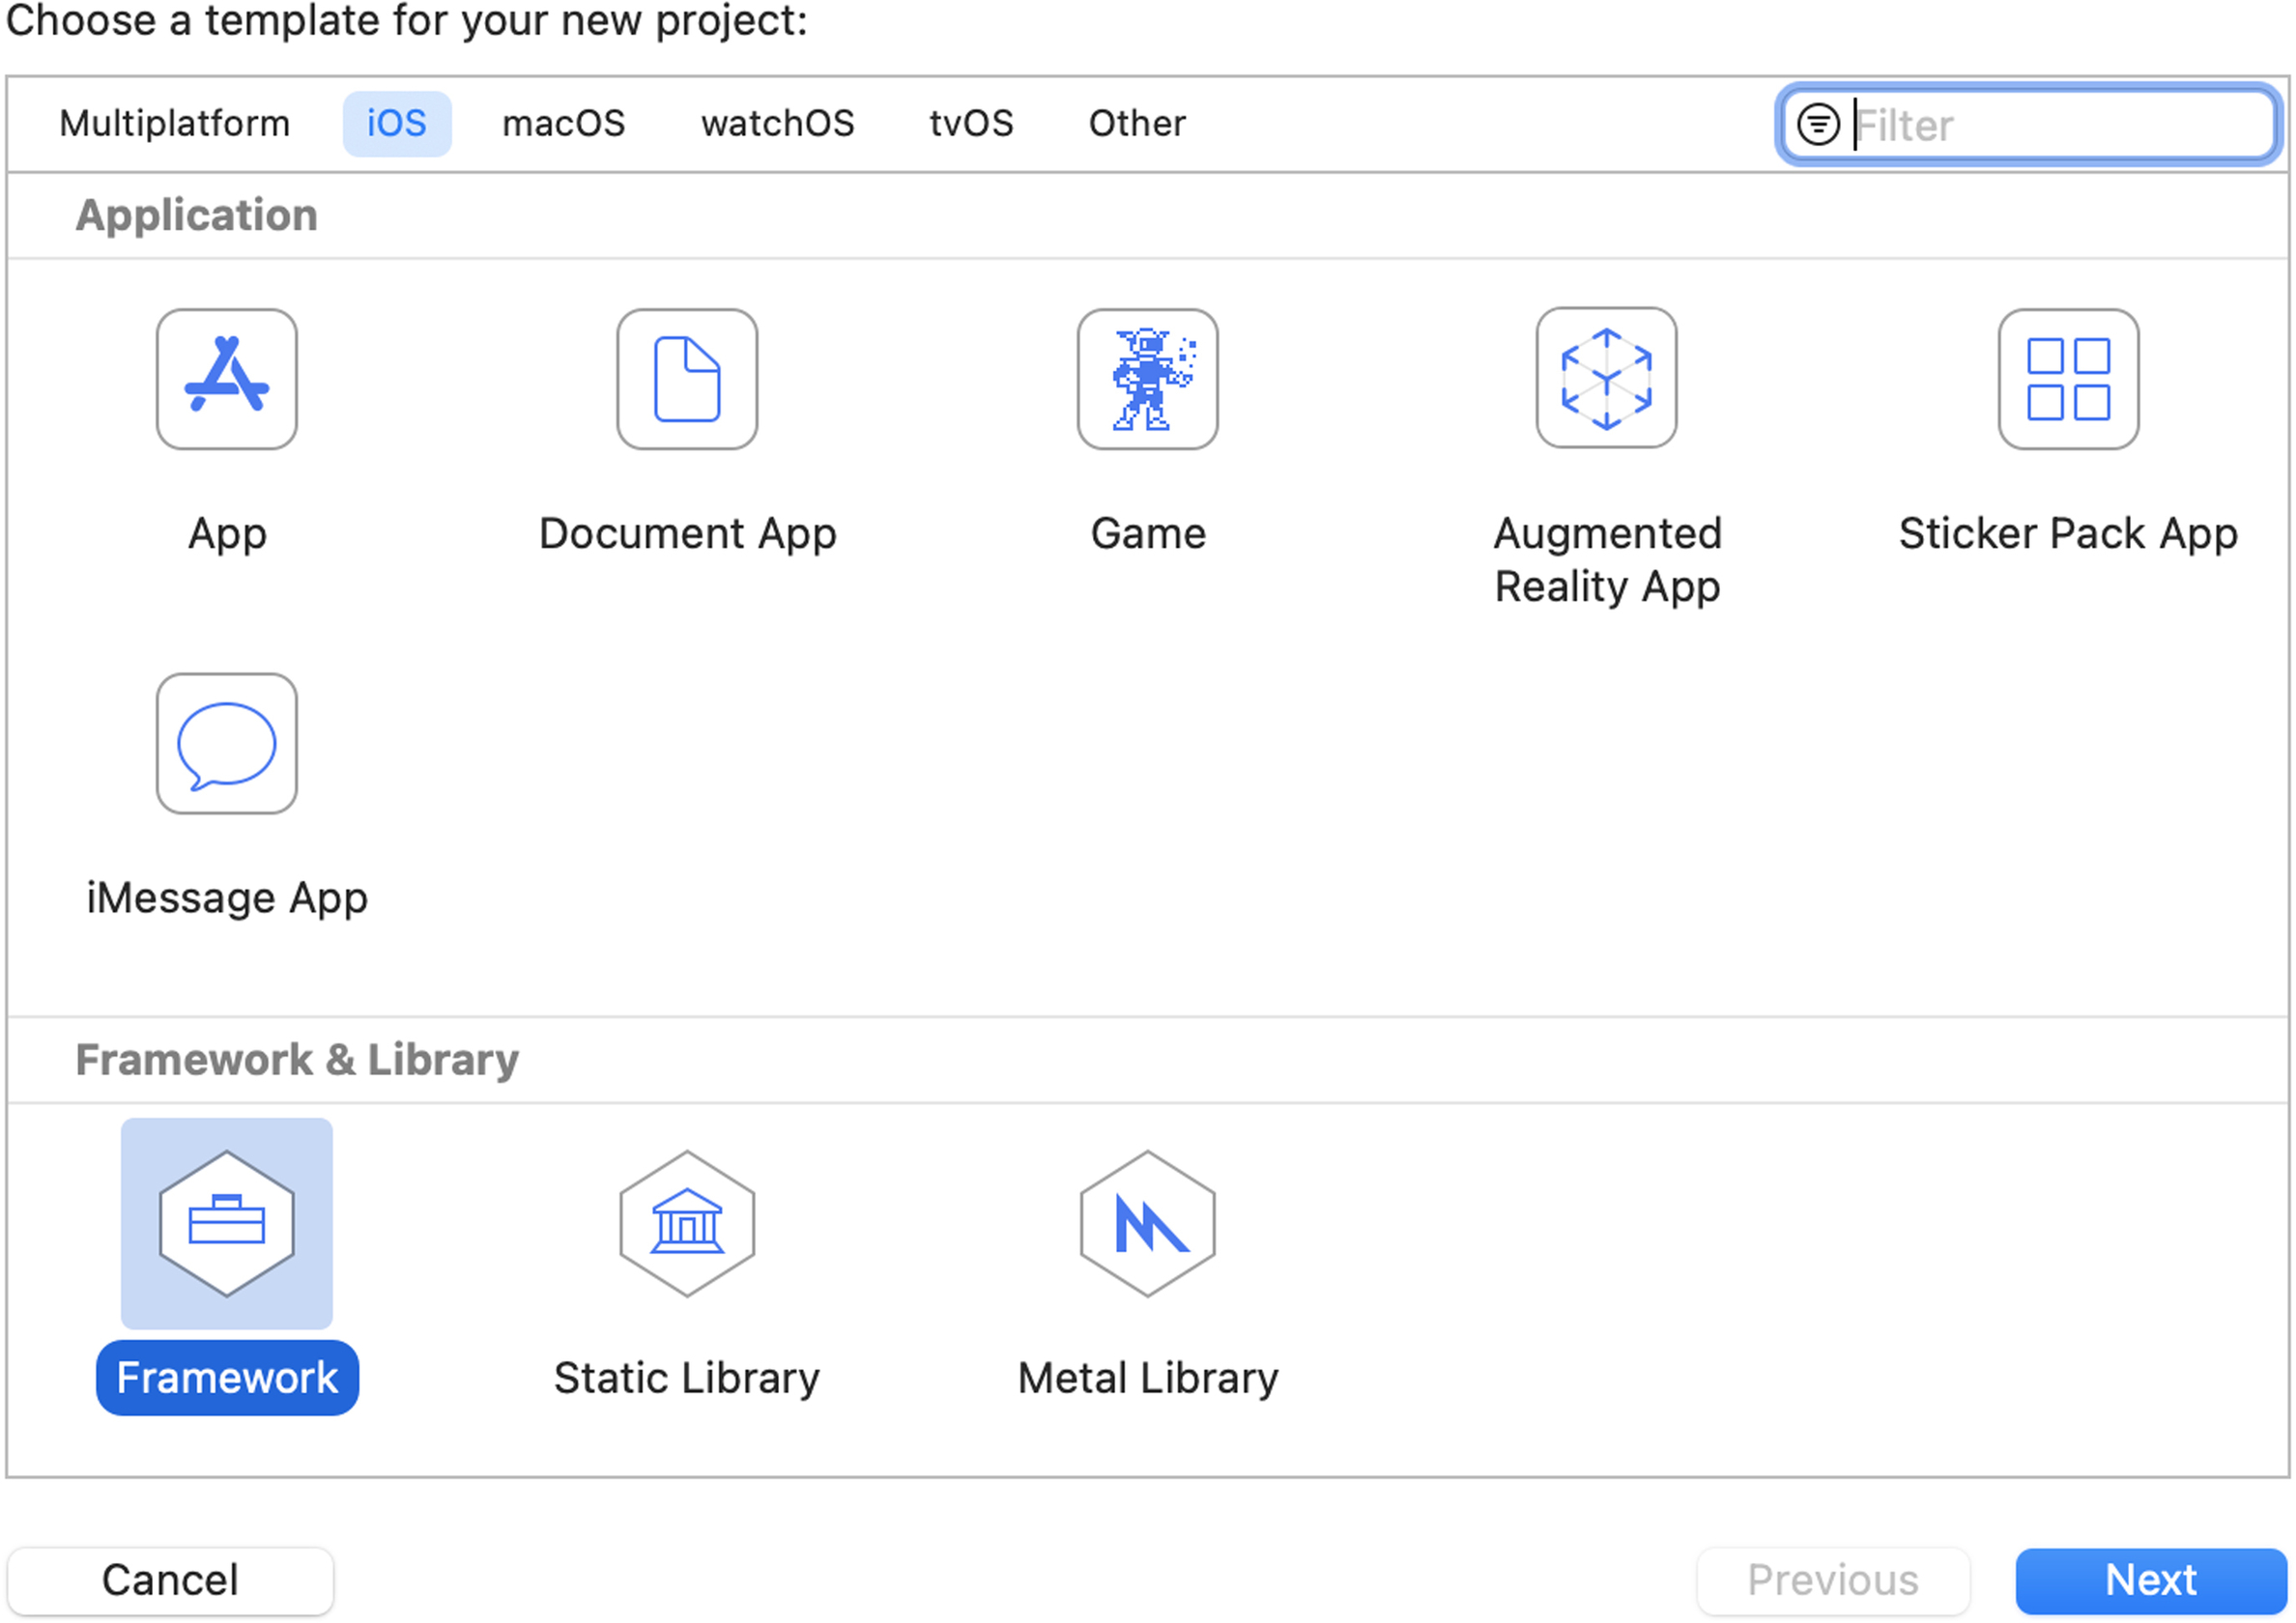 Choose a template for your new project:
Multiplatform iOS macOS watchOS tvOS Other Filter
Application
App Document App Game Augmented Reality App Sticker Pack App
iMessage App
Framework & Library
Framework Static Library Metal Library
Cancel Previous Next